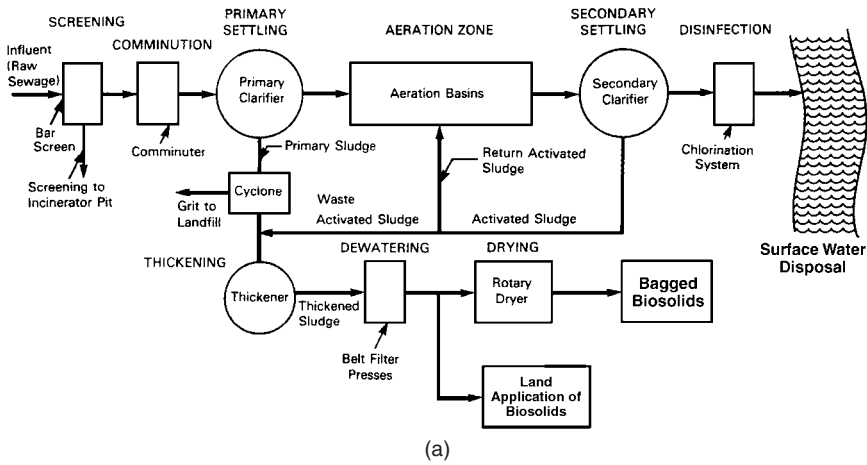 SCREENING
COMMINUTION
PRIMARY
SETTLING
AERATION ZONE
SECONDARY
SETTLING
DISINFECTION
Influent
(Raw
Sewage)
Bar
Screen
Screening to
Incinerator Pit
Comminuter
Primary
Clarifier
Aeration Basins
Secondary
Clarifier
Chlorination
System
Primary Sludge
Return Activated
Sludge
Cyclone
Grit to
Landfill
Waste
Activated Sludge
Activated Sludge
Surface Water
Disposal
THICKENING
DEWATERING
DRYING
Thickener
Thickened
Sludge
Belt Filter
Presses
Rotary
Dryer
Bagged
Biosolids
Land
Application of
Biosolids
(a)